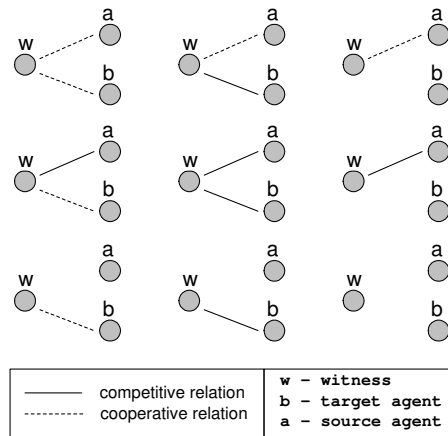 a a a
w w w
b b b
a a a
w w w
b b b
a a a
w w w
b b b
competitive relation
cooperative relation
w - witness
b - target agent
a - source agent